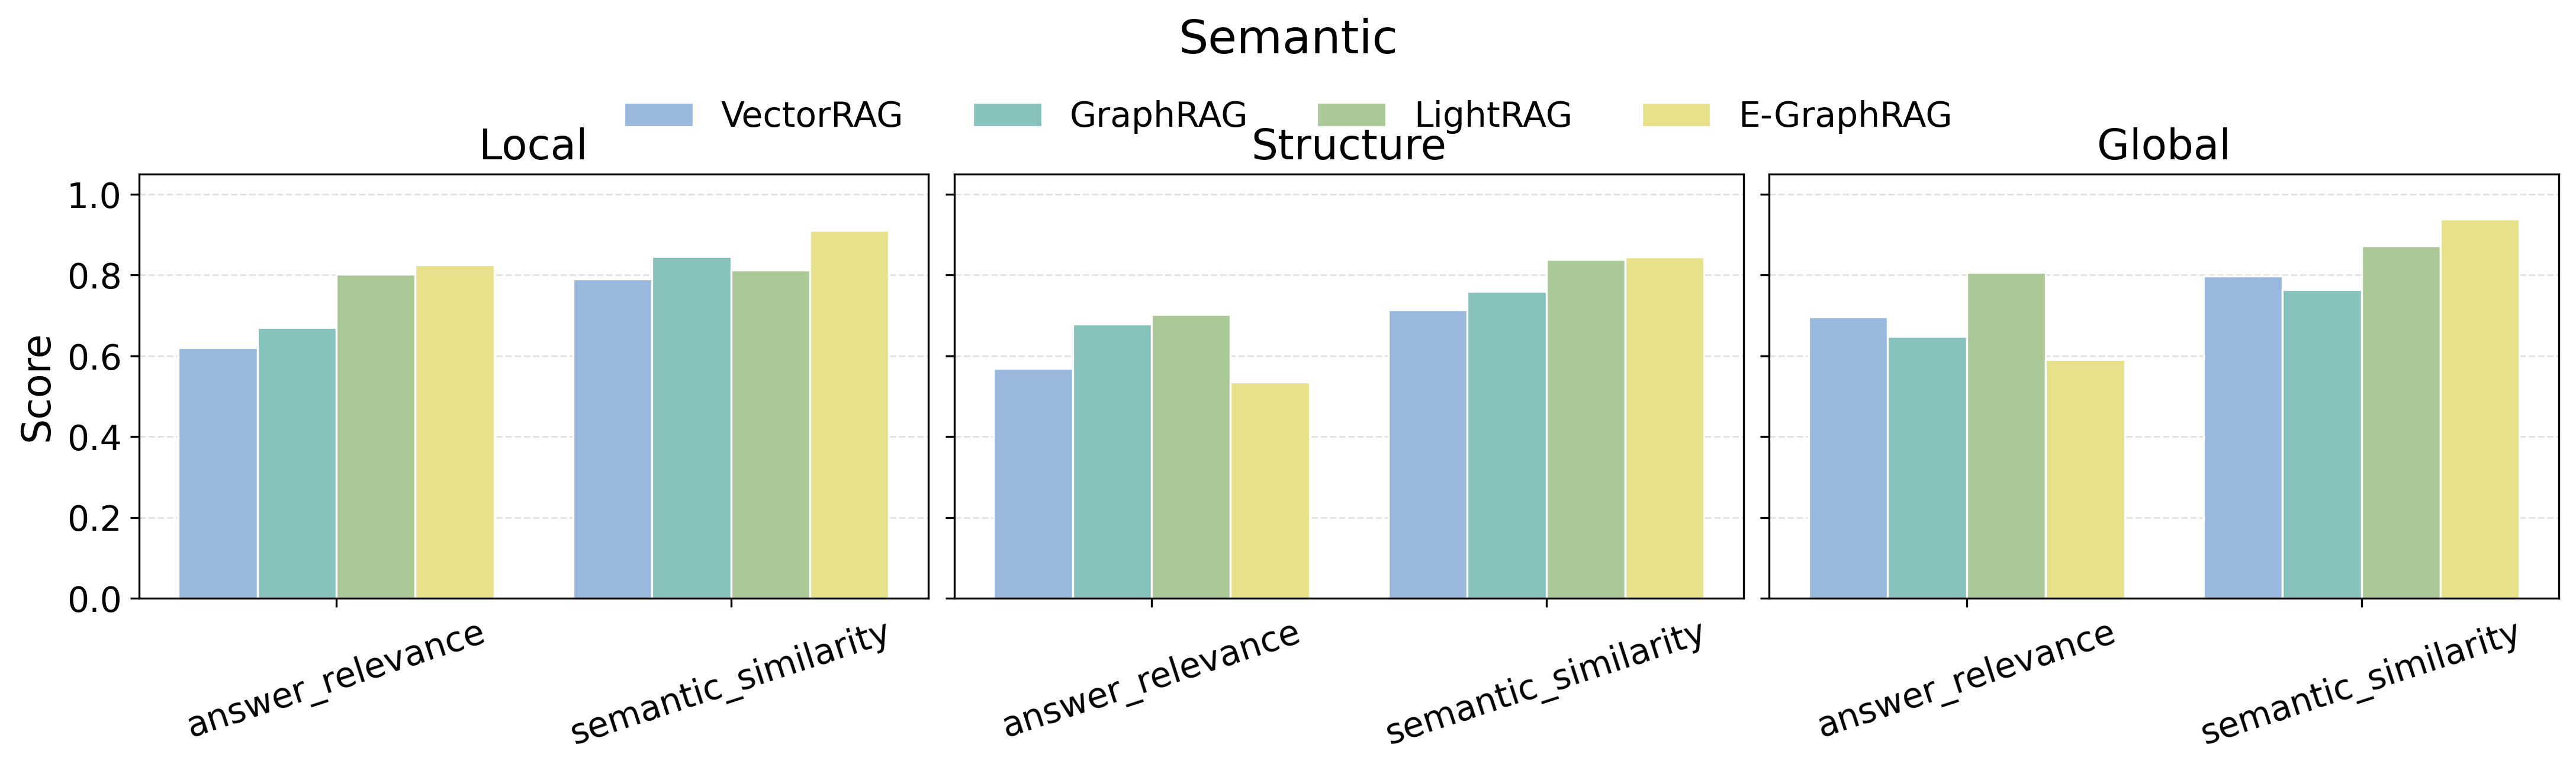 Semantic
VectorRAG GraphRAG LightRAG E-GraphRAG
Local Structure Global
Score
1.0
0.8
0.6
0.4
0.2
0.0
answer_relevance semantic_similarity answer_relevance semantic_similarity answer_relevance semantic_similarity